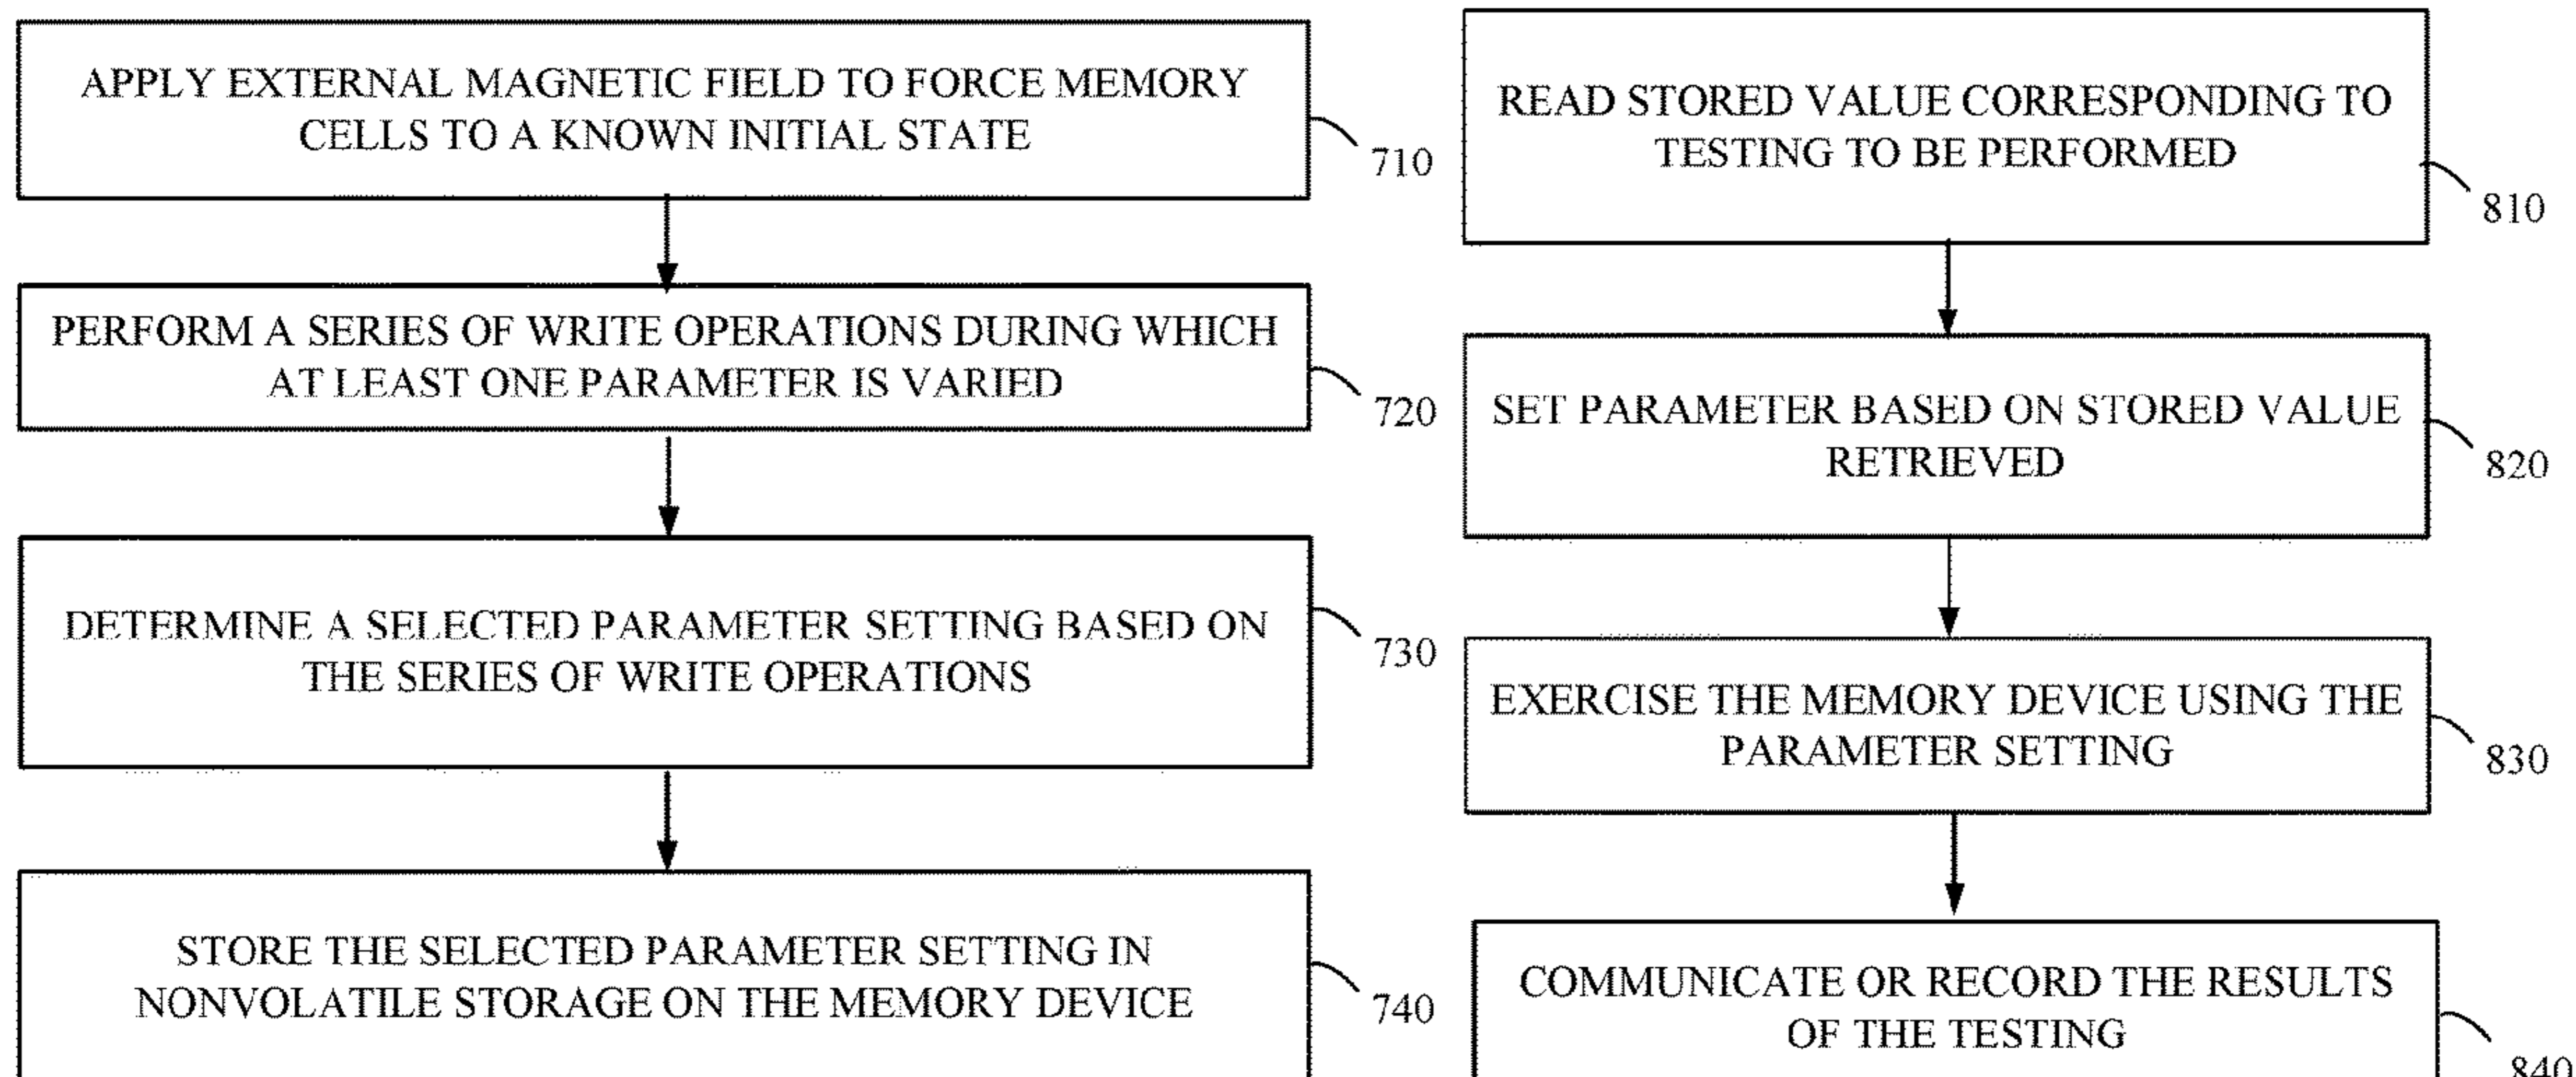 APPLY EXTERNAL MAGNETIC FIELD TO FORCE MEMORY
CELLS TO A KNOWN INITIAL STATE
710
PERFORM A SERIES OF WRITE OPERATIONS DURING WHICH
AT LEAST ONE PARAMETER IS VARIED
720
DETERMINE A SELECTED PARAMETER SETTING BASED ON
THE SERIES OF WRITE OPERATIONS
730
STORE THE SELECTED PARAMETER SETTING IN
NONVOLATILE STORAGE ON THE MEMORY DEVICE
740
READ STORED VALUE CORRESPONDING TO
TESTING TO BE PERFORMED
810
SET PARAMETER BASED ON STORED VALUE
RETRIEVED
820
EXERCISE THE MEMORY DEVICE USING THE
PARAMETER SETTING
830
COMMUNICATE OR RECORD THE RESULTS
OF THE TESTING
840